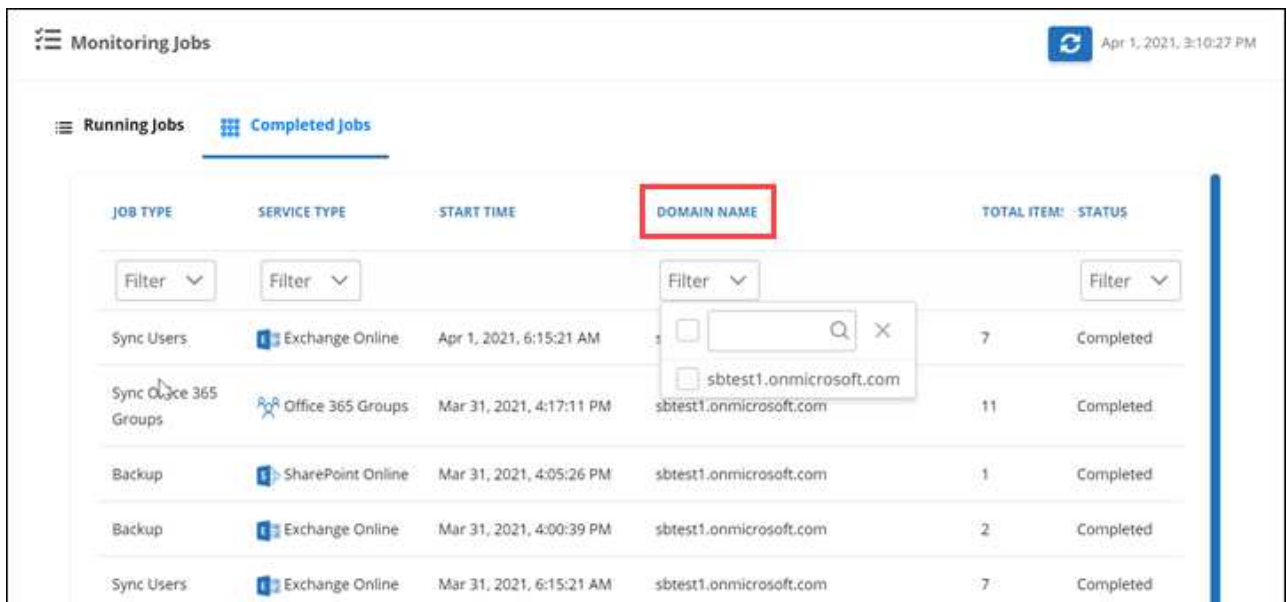 Monitoring Jobs
Apr 1, 2021, 3:10:27 PM
Running Jobs
Completed Jobs
JOB TYPE SERVICE TYPE START TIME DOMAIN NAME TOTAL ITEM: STATUS
Filter Filter Filter Filter
Sync Users Exchange Online Apr 1, 2021, 6:15:21 AM 7 Completed
sbtest1.onmicrosoft.com
Sync Groups Office 365 Groups Mar 31, 2021, 4:17:11 PM sbtest1.onmicrosoft.com 11 Completed
Backup SharePoint Online Mar 31, 2021, 4:05:26 PM sbtest1.onmicrosoft.com 1 Completed
Backup Exchange Online Mar 31, 2021, 4:00:39 PM sbtest1.onmicrosoft.com 2 Completed
Sync Users Exchange Online Mar 31, 2021, 6:15:21 AM sbtest1.onmicrosoft.com 7 Completed